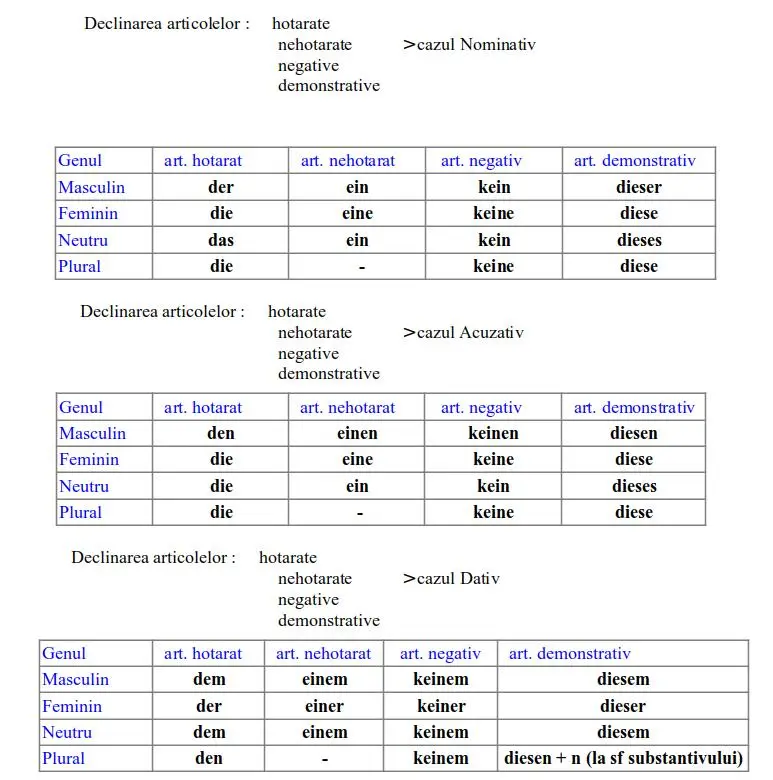 Declinarea articolelor : hotarate
nehotarate >cazul Nominativ
negative
demonstrative
Genul art. hotarat art. nehotarat art. negativ art. demonstrativ
Masculin der ein kein dieser
Feminin die eine keine diese
Neutru das ein kein dieses
Plural die - keine diese
Declinarea articolelor : hotarate
nehotarate >cazul Acuzativ
negative
demonstrative
Genul art. hotarat art. nehotarat art. negativ art. demonstrativ
Masculin den einen keinen diesen
Feminin die eine keine diese
Neutru die ein kein dieses
Plural die - keine diese
Declinarea articolelor : hotarate
nehotarate >cazul Dativ
negative
demonstrative
Genul art. hotarat art. nehotarat art. negativ art. demonstrativ
Masculin dem einem keinem diesem
Feminin der einer keiner dieser
Neutru dem einem keinem diesem
Plural den - keinem diesen + n (la sf substantivului)